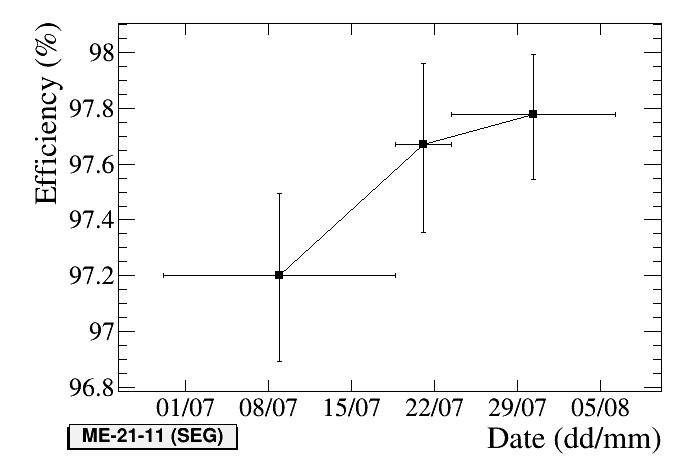 Efficiency (%)
98
97.8
97.6
97.4
97.2
97
96.8
01/07 08/07 15/07 22/07 29/07 05/08
ME-21-11 (SEG)
Date (dd/mm)